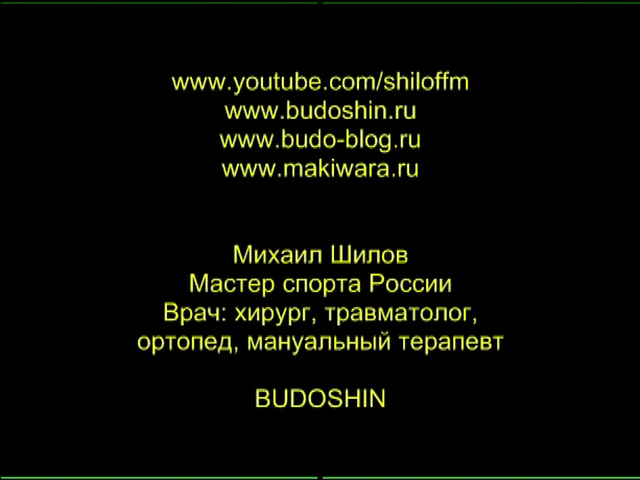 www.youtube.com/shiloffm
www.budoshin.ru
www.budo-blog.ru
www.makiwara.ru
Михаил Шилов
Мастер спорта России
Врач: хирург, травматолог,
ортопед, мануальный терапевт
BUDOSHIN